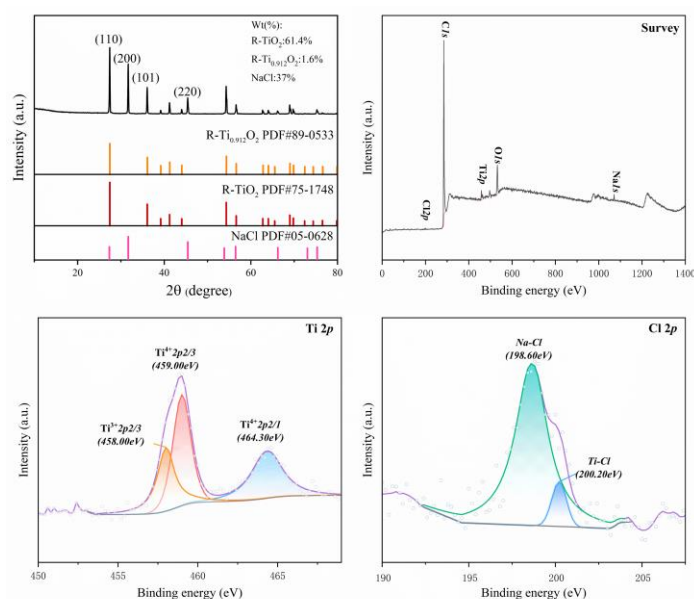 Wt(%):
R-TiO₂:61.4%
R-Ti₀.₉₁₂O₂:1.6%
NaCl:37%
(110)
(200)
(101)
(220)
R-Ti₀.₉₁₂O₂ PDF#89-0533
R-TiO₂ PDF#75-1748
NaCl PDF#05-0628
Intensity (a.u.)
10 20 30 40 50 60 70 80
2θ (degree)
Survey
C1s
O1s
Ti2p
Cl2p
Na1s
Intensity (a.u.)
0 200 400 600 800 1000 1200 1400
Binding energy (eV)
Ti 2p
Ti⁴⁺2p2/3
(459.00eV)
Ti³⁺2p2/3
(458.00eV)
Ti⁴⁺2p2/1
(464.30eV)
Intensity (a.u.)
450 455 460 465
Binding energy (eV)
Cl 2p
Na-Cl
(198.60eV)
Ti-Cl
(200.20eV)
Intensity (a.u.)
190 195 200 205
Binding energy (eV)